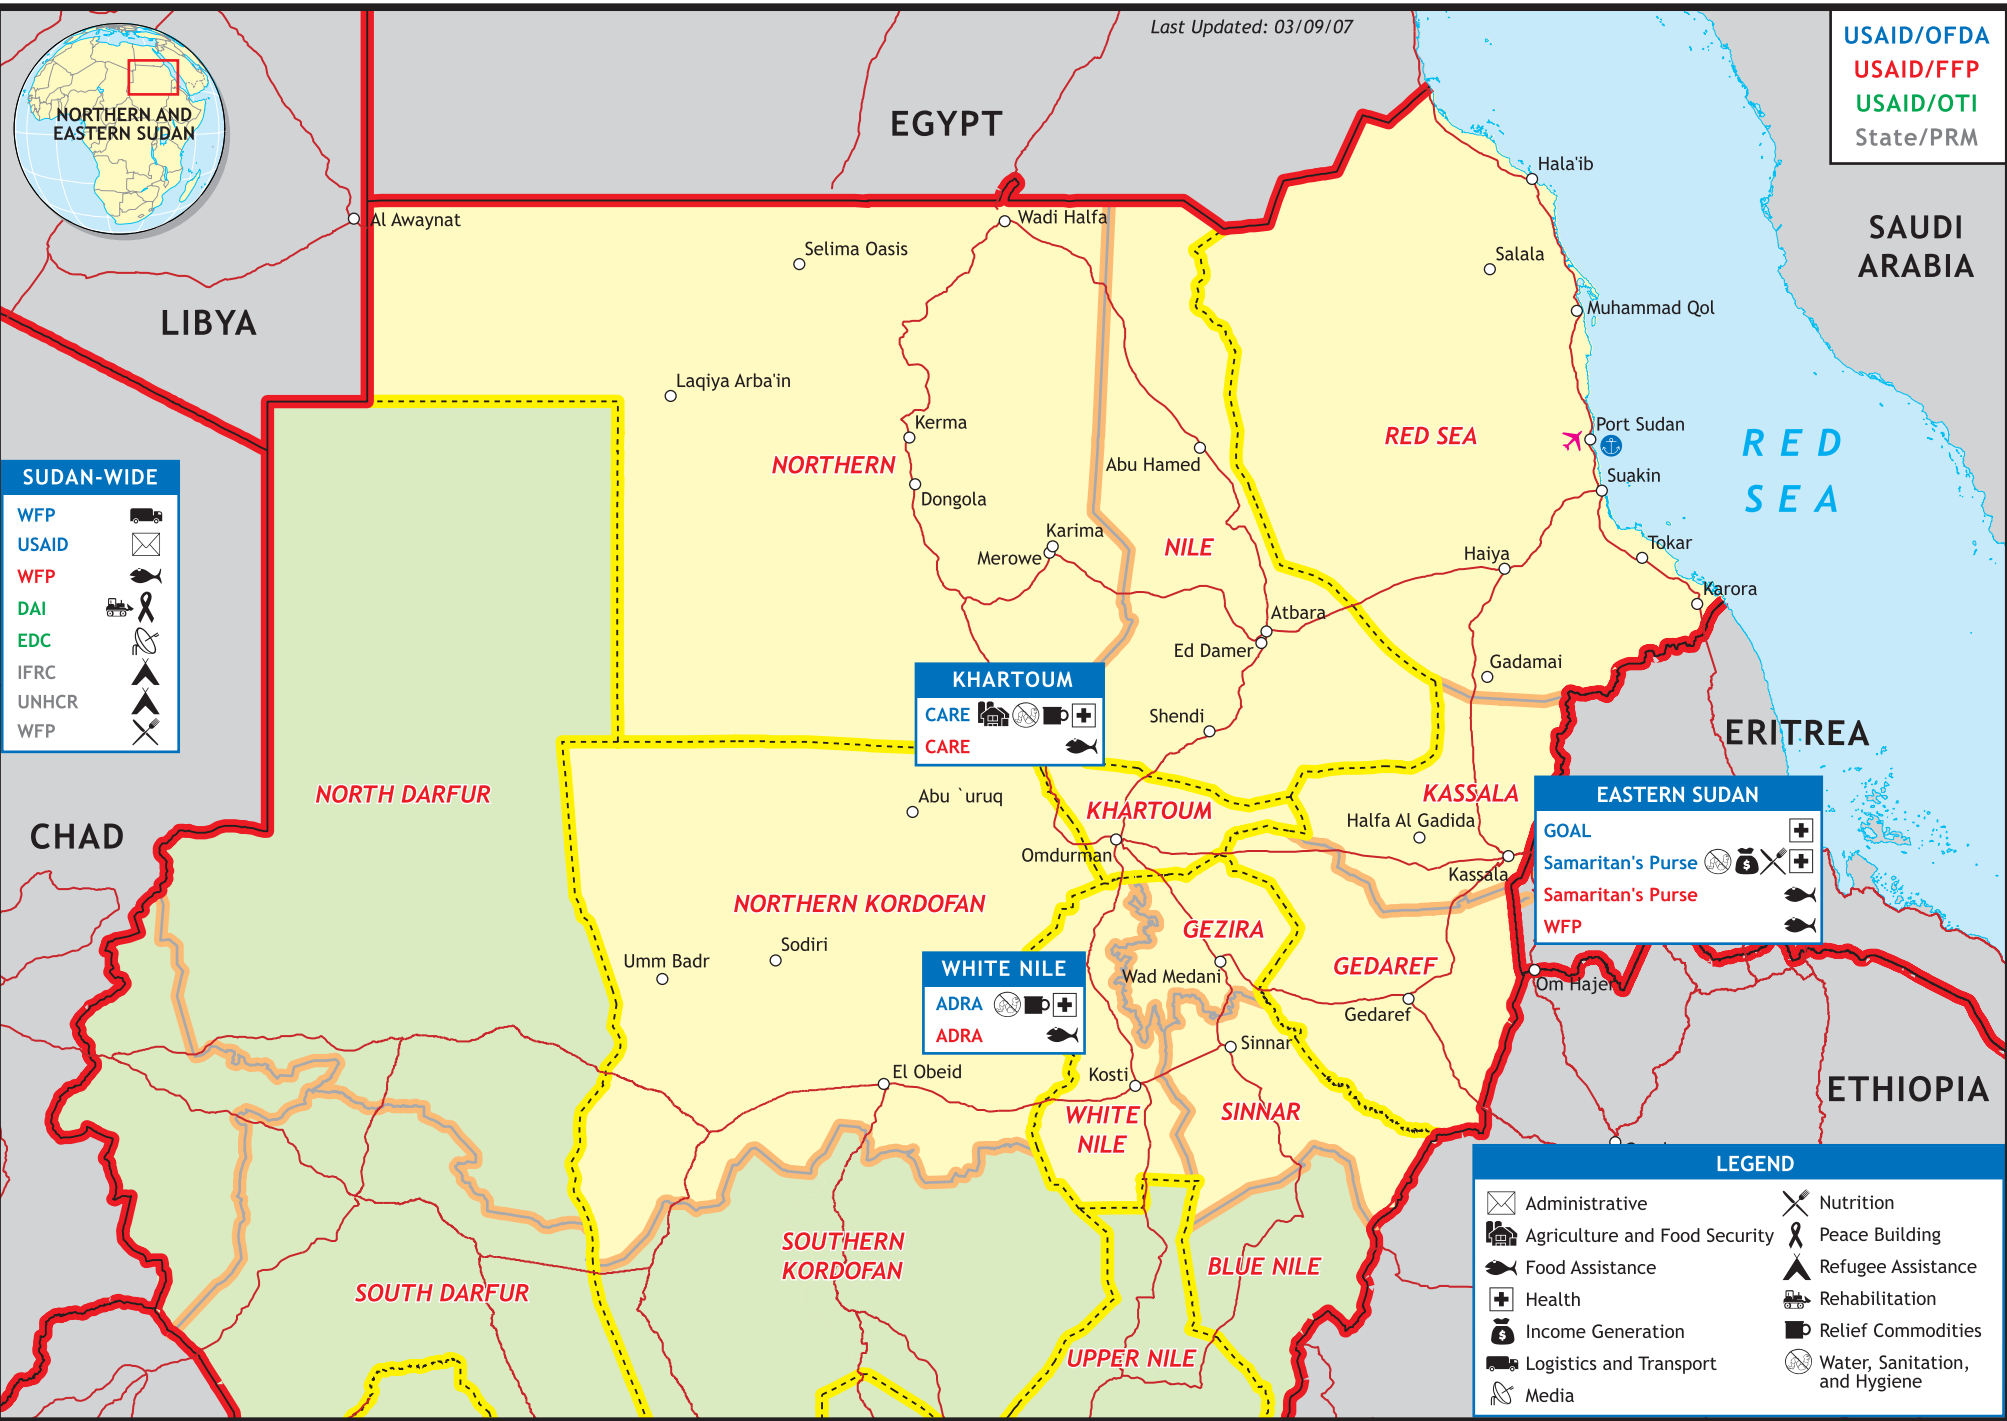 Last Updated: 03/09/07
USAID/OFDA
USAID/FFP
USAID/OTI
State/PRM
NORTHERN AND
EASTERN SUDAN
EGYPT
SAUDI
ARABIA
LIBYA
Al Awaynat
Wadi Halfa
Selima Oasis
Hala'ib
Salala
Muhammad Qol
Laqiya Arba'in
Kerma
NORTHERN
Dongola
Abu Hamed
RED SEA
Port Sudan
Suakin
RED
SEA
Karima
Merowe
NILE
Haiya
Tokar
Karora
Atbara
Ed Damer
Gadamai
Shendi
ERITREA
SUDAN-WIDE
WFP
USAID
WFP
DAI
EDC
IFRC
UNHCR
WFP
KHARTOUM
CARE
CARE
NORTH DARFUR
CHAD
Abu `uruq
KHARTOUM
Omdurman
KASSALA
Halfa Al Gadida
Kassala
EASTERN SUDAN
GOAL
Samaritan's Purse
Samaritan's Purse
WFP
NORTHERN KORDOFAN
Sodiri
Umm Badr
GEZIRA
Wad Medani
GEDAREF
Gedaref
Om Hajer
WHITE NILE
ADRA
ADRA
Sinnar
El Obeid
Kosti
WHITE
NILE
SINNAR
ETHIOPIA
SOUTHERN
KORDOFAN
SOUTH DARFUR
BLUE NILE
UPPER NILE
LEGEND
Administrative
Agriculture and Food Security
Food Assistance
Health
Income Generation
Logistics and Transport
Media
Nutrition
Peace Building
Refugee Assistance
Rehabilitation
Relief Commodities
Water, Sanitation,
and Hygiene